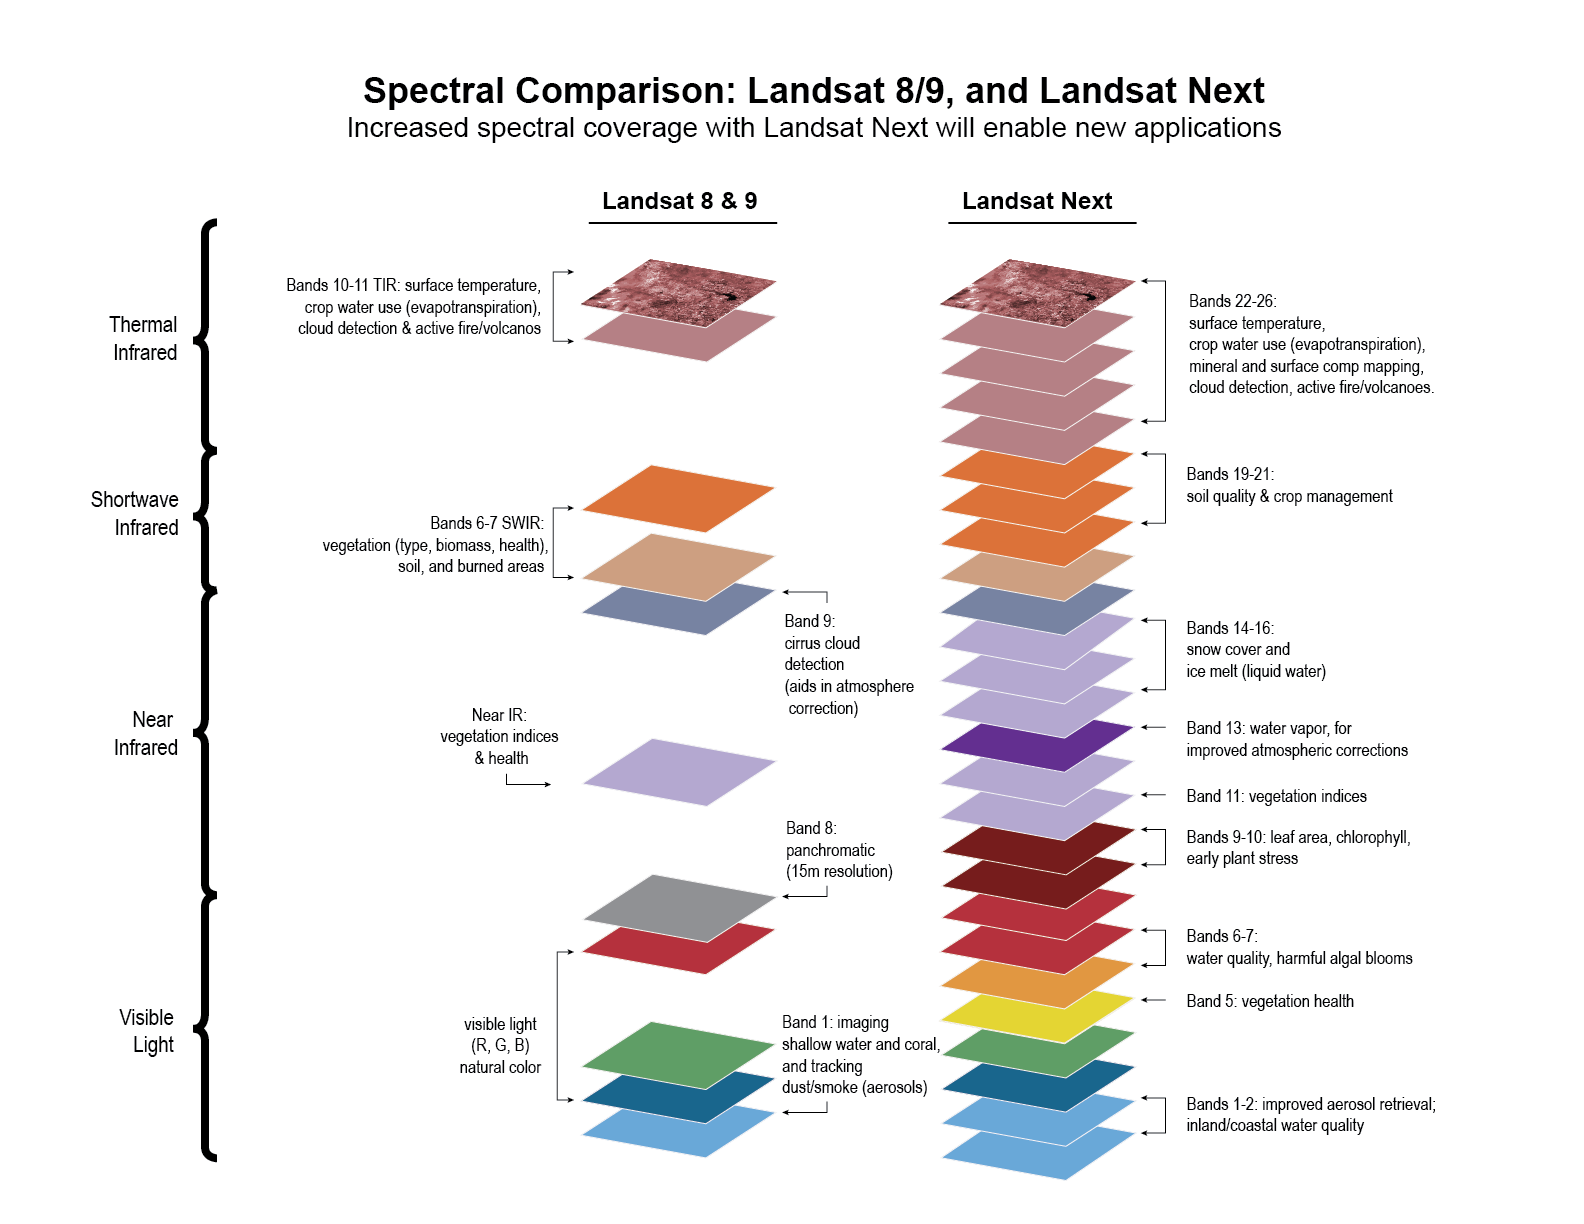 Spectral Comparison: Landsat 8/9, and Landsat Next
Increased spectral coverage with Landsat Next will enable new applications
Landsat 8 & 9
Landsat Next
Thermal
Infrared
Shortwave
Infrared
Near
Infrared
Visible
Light
Bands 10-11 TIR: surface temperature,
crop water use (evapotranspiration),
cloud detection & active fire/volcanos
Bands 6-7 SWIR:
vegetation (type, biomass, health),
soil, and burned areas
Band 9:
cirrus cloud
detection
(aids in atmosphere
correction)
Near IR:
vegetation indices
& health
Band 8:
panchromatic
(15m resolution)
visible light
(R, G, B)
natural color
Band 1: imaging
shallow water and coral,
and tracking
dust/smoke (aerosols)
Bands 22-26:
surface temperature,
crop water use (evapotranspiration),
mineral and surface comp mapping,
cloud detection, active fire/volcanoes.
Bands 19-21:
soil quality & crop management
Bands 14-16:
snow cover and
ice melt (liquid water)
Band 13: water vapor, for
improved atmospheric corrections
Band 11: vegetation indices
Bands 9-10: leaf area, chlorophyll,
early plant stress
Bands 6-7:
water quality, harmful algal blooms
Band 5: vegetation health
Bands 1-2: improved aerosol retrieval;
inland/coastal water quality